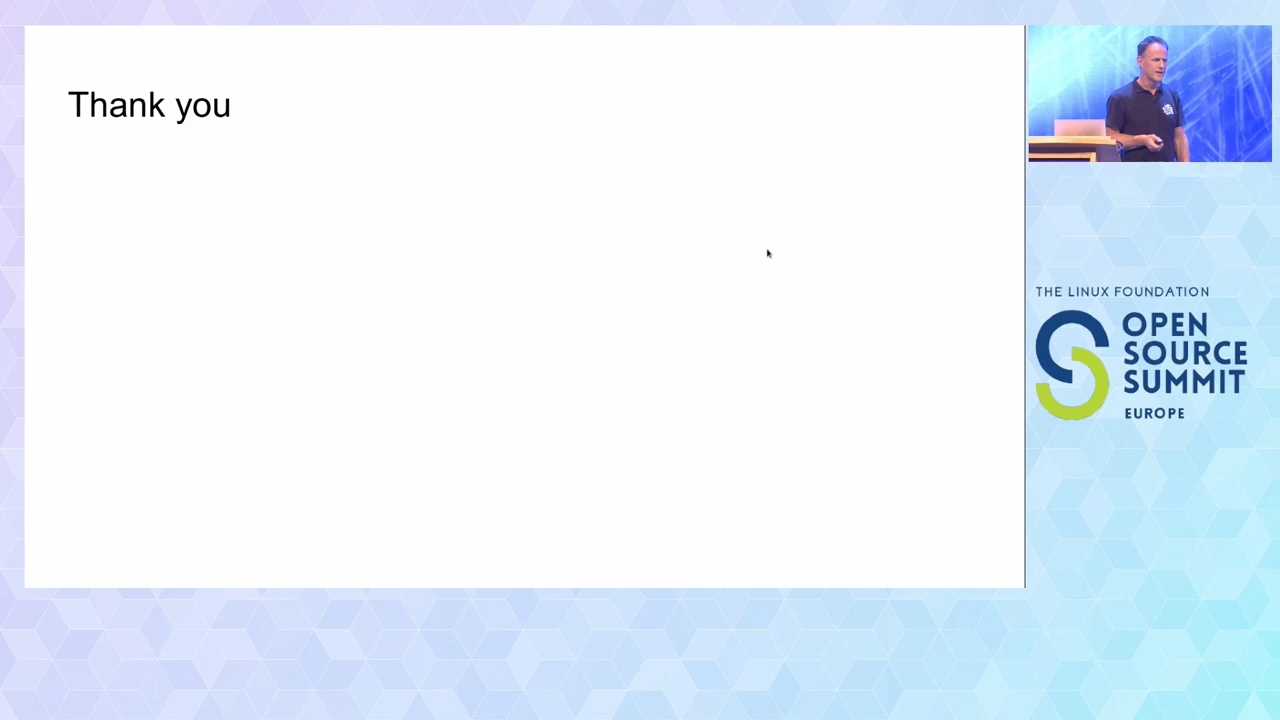 Thank you
THE LINUX FOUNDATION
OPEN
SOURCE
SUMMIT
EUROPE